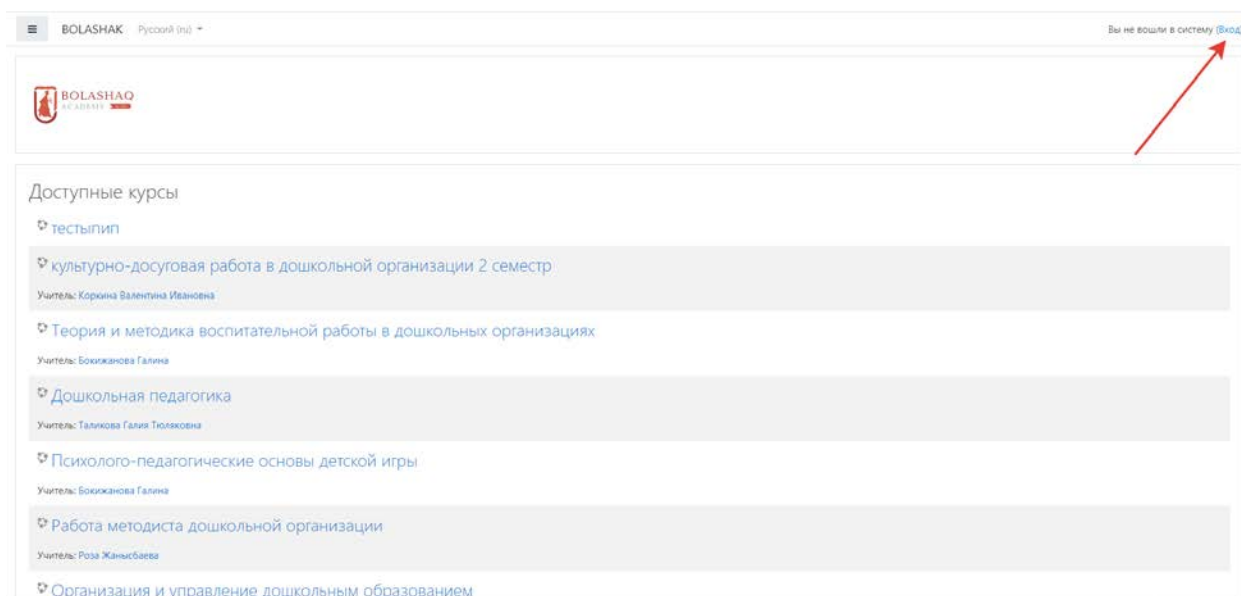 BOLASHAK Русский (ru)
Вы не вошли в систему (Вход)
BOLASHAQ
ACADEMY
Доступные курсы
тестыпип
культурно-досуговая работа в дошкольной организации 2 семестр
Учитель: Коркина Валентина Ивановна
Теория и методика воспитательной работы в дошкольных организациях
Учитель: Бокижанова Галина
Дошкольная педагогика
Учитель: Таликова Галия Тюляковна
Психолого-педагогические основы детской игры
Учитель: Бокижанова Галина
Работа методиста дошкольной организации
Учитель: Роза Жанысбаева
Организация и управление дошкольным образованием